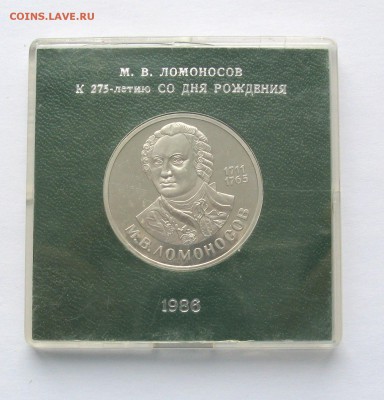 COINS.LAVE.RU
М. В. ЛОМОНОСОВ
К 275-летию СО ДНЯ РОЖДЕНИЯ
1711
1765
М.В.ЛОМОНОСОВ
1986